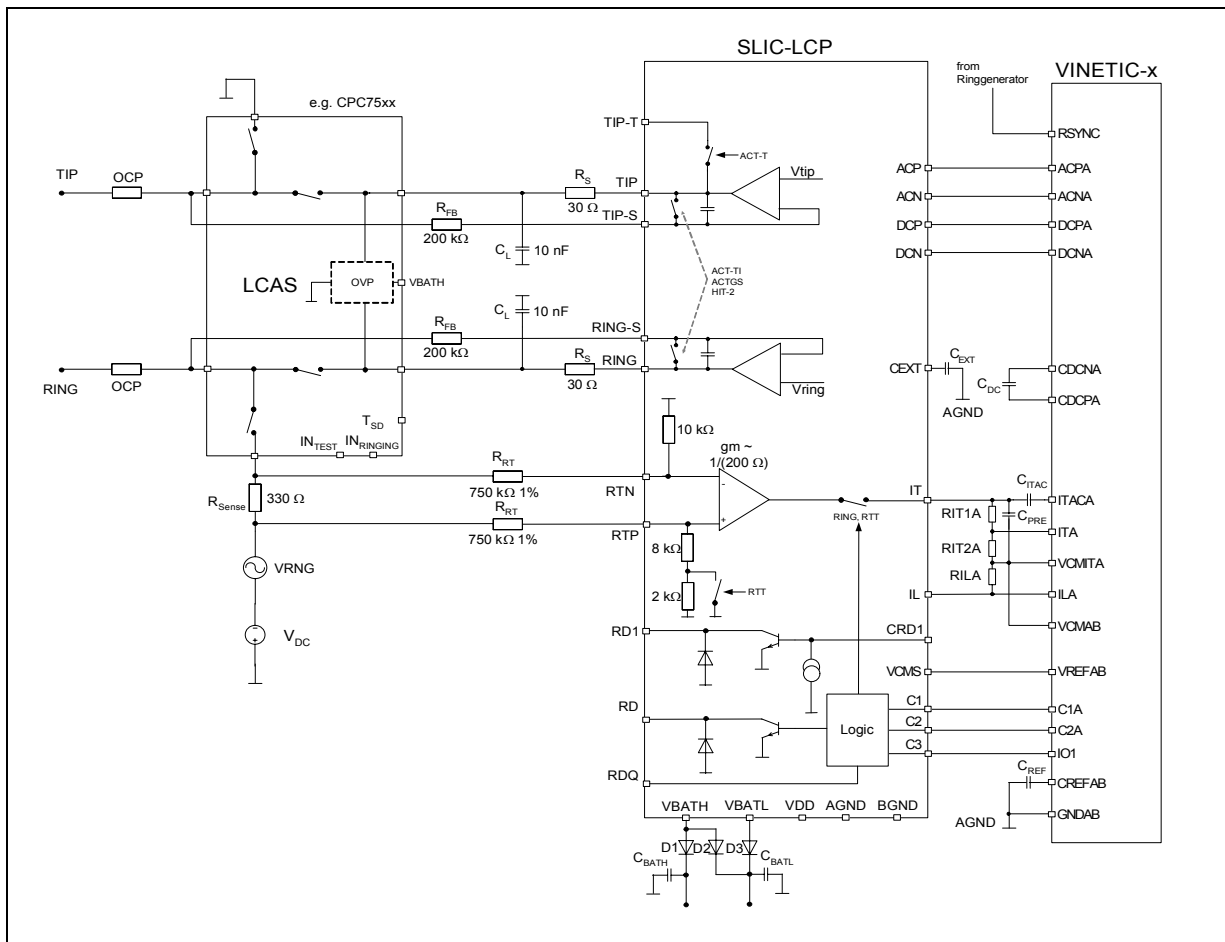 SLIC-LCP
from
Ringgenerator
VINETIC-x
e.g. CPC75xx
TIP-T
ACT-T
RSYNC
TIP
OCP
R_S
30 Ω
TIP
Vtip
ACP
ACPA
ACN
ACNA
R_FB
200 kΩ
TIP-S
DCP
DCPA
C_L
10 nF
DCN
DCNA
LCAS
OVP
VBATH
ACT-TI
ACTGS
HIT-2
C_L
10 nF
R_FB
200 kΩ
RING-S
RING
OCP
R_S
30 Ω
RING
Vring
CEXT
C_EXT
AGND
C_DC
CDCNA
CDCPA
T_SD
IN_TEST
IN_RINGING
10 kΩ
gm ~
1/(200 Ω)
R_RT
750 kΩ 1%
RTN
-
R_Sense
330 Ω
R_RT
750 kΩ 1%
RTP
+
RING, RTT
IT
C_ITAC
ITACA
RIT1A
C_PRE
ITA
8 kΩ
RIT2A
VCMITA
VRNG
2 kΩ
RTT
RILA
IL
ILA
V_DC
RD1
CRD1
VCMAB
VCMS
VREFAB
RD
Logic
C1
C1A
C2
C2A
C3
IO1
RDQ
C_REF
CREFAB
VBATH
VBATL
VDD
AGND
BGND
AGND
GNDAB
C_BATH
D1
D2
D3
C_BATL